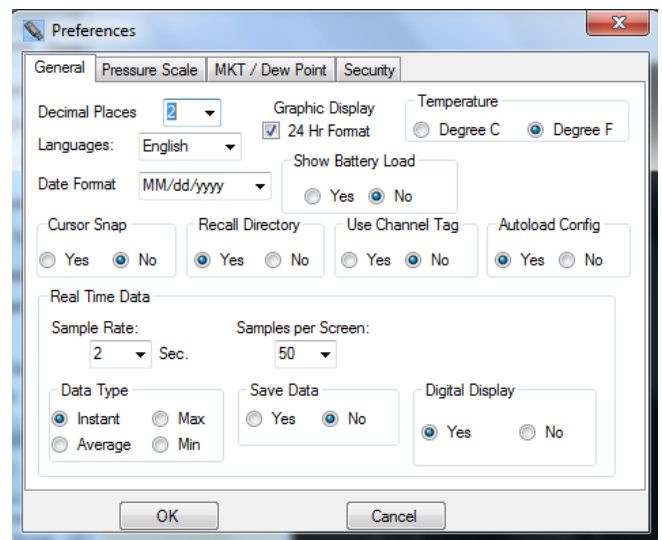 Preferences
General Pressure Scale MKT / Dew Point Security
Decimal Places 2
Graphic Display
24 Hr Format
Temperature
Degree C Degree F
Languages: English
Show Battery Load
Yes No
Date Format MM/dd/yyyy
Cursor Snap
Yes No
Recall Directory
Yes No
Use Channel Tag
Yes No
Autoload Config
Yes No
Real Time Data
Sample Rate:
2 Sec.
Samples per Screen:
50
Data Type
Instant Max
Average Min
Save Data
Yes No
Digital Display
Yes No
OK Cancel